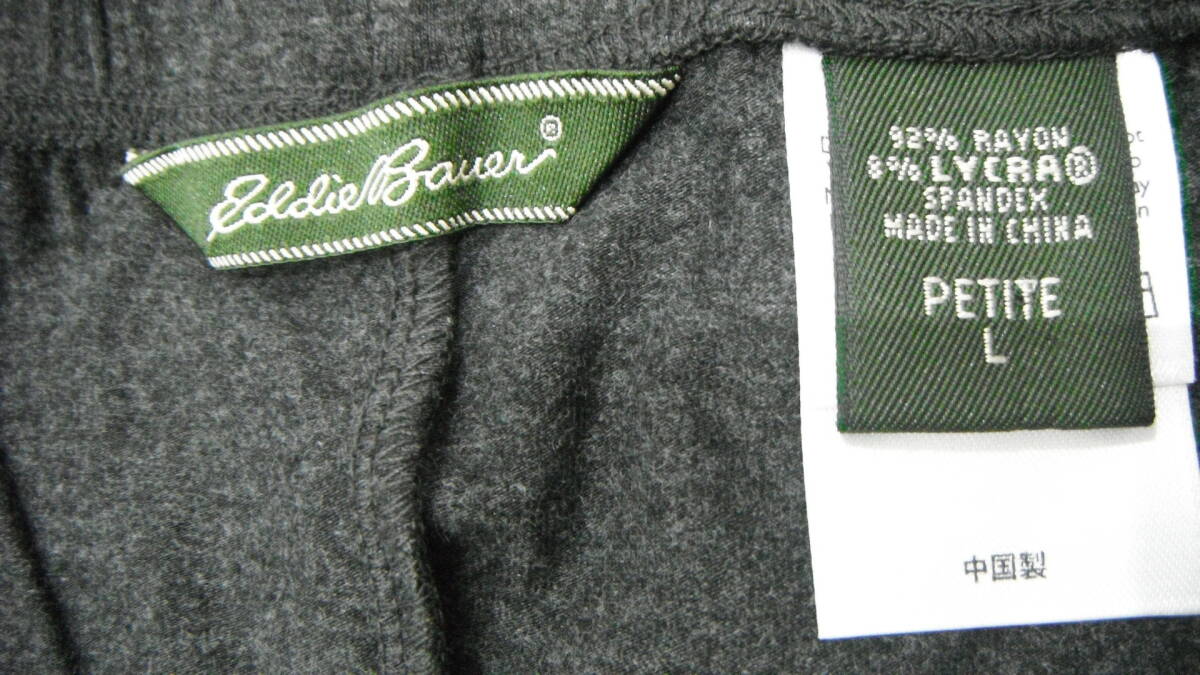 Eddie Bauer®
92% RAYON
8% LYCRA®
SPANDEX
MADE IN CHINA
PETITE
L
中国製